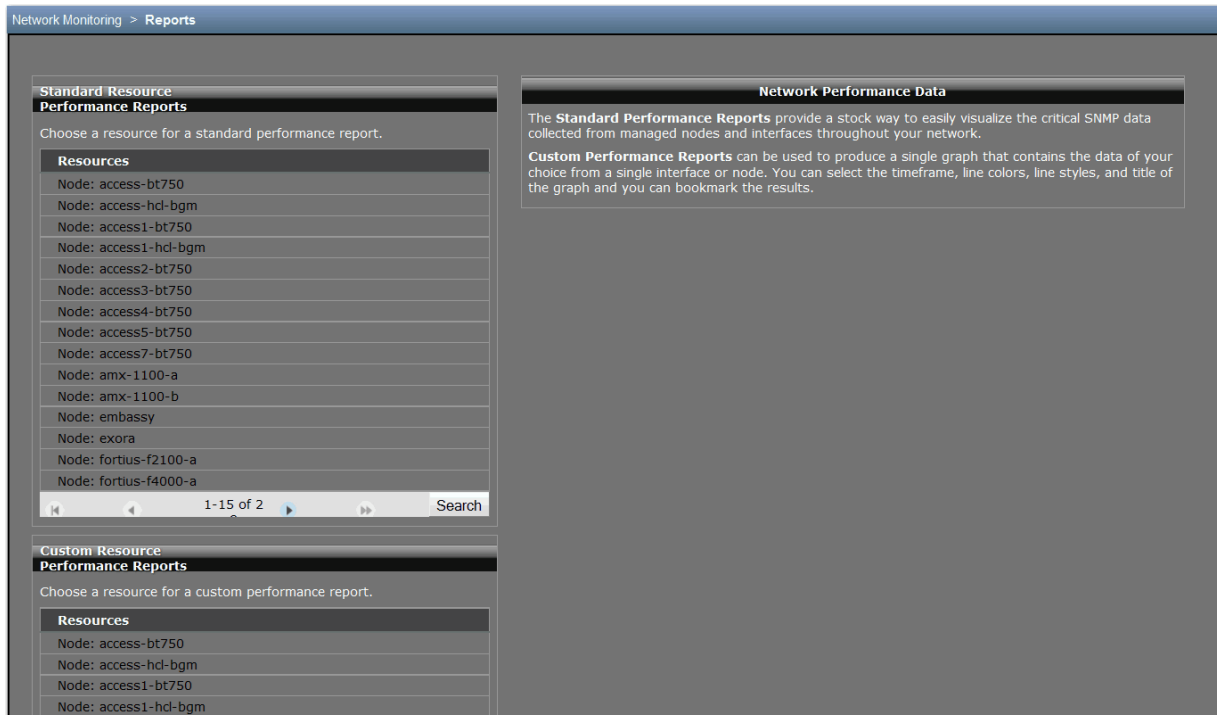 Network Monitoring > Reports
Standard Resource
Performance Reports
Choose a resource for a standard performance report.
Resources
Node: access-bt750
Node: access-hcl-bgm
Node: access1-bt750
Node: access1-hcl-bgm
Node: access2-bt750
Node: access3-bt750
Node: access4-bt750
Node: access5-bt750
Node: access7-bt750
Node: amx-1100-a
Node: amx-1100-b
Node: embassy
Node: exora
Node: fortius-f2100-a
Node: fortius-f4000-a
1-15 of 2
Search
Custom Resource
Performance Reports
Choose a resource for a custom performance report.
Resources
Node: access-bt750
Node: access-hcl-bgm
Node: access1-bt750
Node: access1-hcl-bgm
Network Performance Data
The Standard Performance Reports provide a stock way to easily visualize the critical SNMP data
collected from managed nodes and interfaces throughout your network.
Custom Performance Reports can be used to produce a single graph that contains the data of your
choice from a single interface or node. You can select the timeframe, line colors, line styles, and title of
the graph and you can bookmark the results.